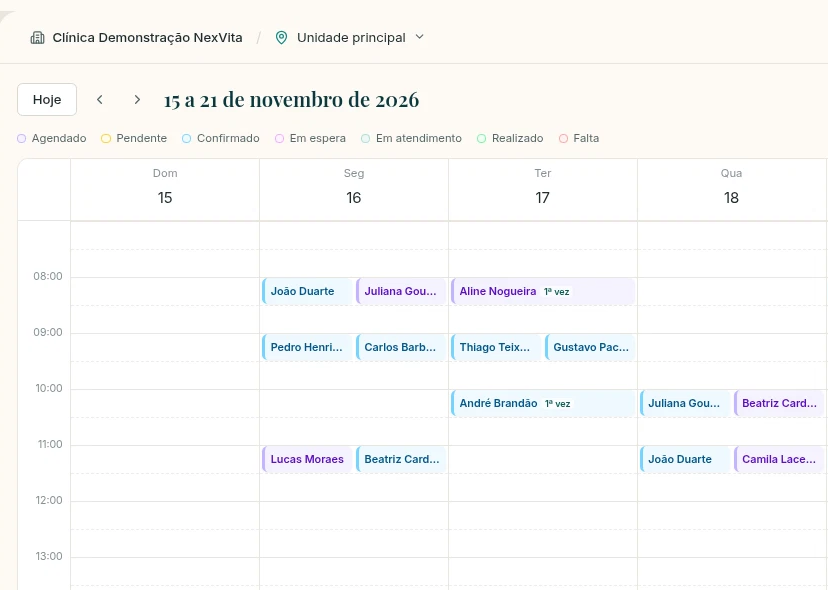 Clínica Demonstração NexVita / Unidade principal
Hoje 15 a 21 de novembro de 2026
Agendado Pendente Confirmado Em espera Em atendimento Realizado Falta
Dom Seg Ter Qua
15 16 17 18
08:00
João Duarte Juliana Gou... Aline Nogueira 1ª vez
09:00
Pedro Henri... Carlos Barb... Thiago Teix... Gustavo Pac...
10:00
André Brandão 1ª vez Juliana Gou... Beatriz Card...
11:00
Lucas Moraes Beatriz Card... João Duarte Camila Lace...
12:00
13:00